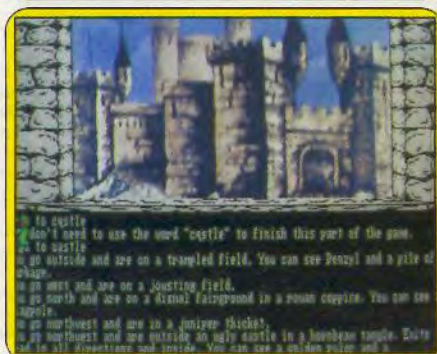 to castle
don't need to use the word "cqstle" to finish this part of the game.
to castle
go outside and are on a trampled field. You can see Denzyl and a pile of
go west and are on a jousting field.
go north and are on a dismal fairground in a rowan coppice. You can see
go northwest and are in a juniper thicket.
go northwest and are outside an ugly castle in a hornbeam tangle. Exits
in all directions and inside. You can see a golden and a